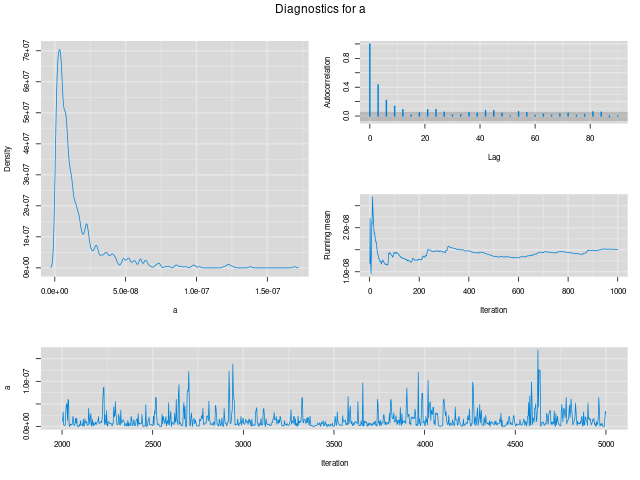 Diagnostics for a
Density
0e+00 1e+07 2e+07 3e+07 4e+07 5e+07 6e+07 7e+07
0.0e+00 5.0e-08 1.0e-07 1.5e-07
a
Autocorrelation
0.0 0.4 0.8
0 20 40 60 80
Lag
Running mean
1.0e-08 2.0e-08
0 200 400 600 800 1000
Iteration
a
0.0e+00 1.0e-07
2000 2500 3000 3500 4000 4500 5000
Iteration